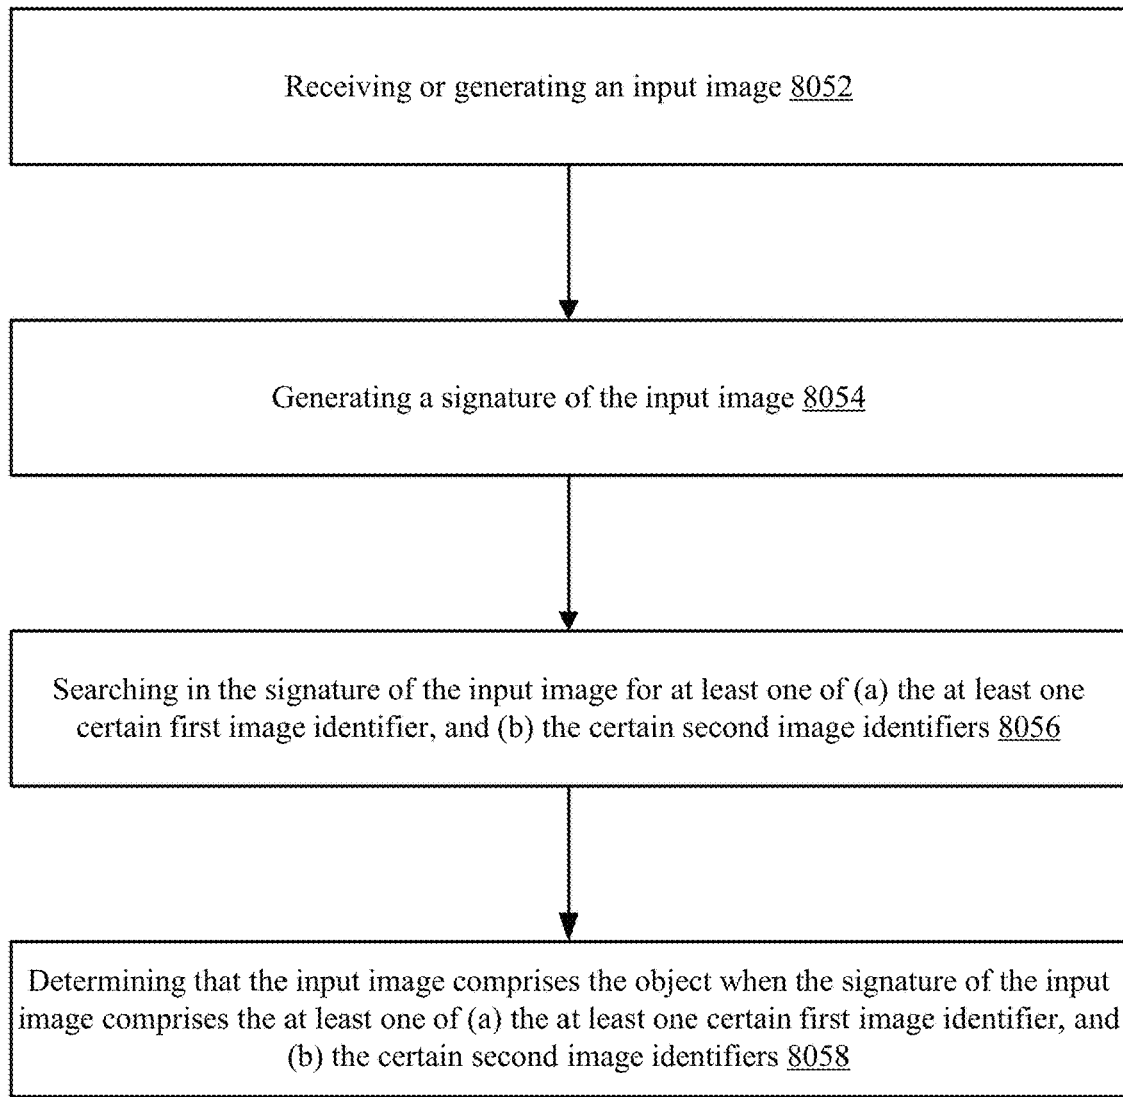 Receiving or generating an input image 8052
Generating a signature of the input image 8054
Searching in the signature of the input image for at least one of (a) the at least one
certain first image identifier, and (b) the certain second image identifiers 8056
Determining that the input image comprises the object when the signature of the input
image comprises the at least one of (a) the at least one certain first image identifier, and
(b) the certain second image identifiers 8058